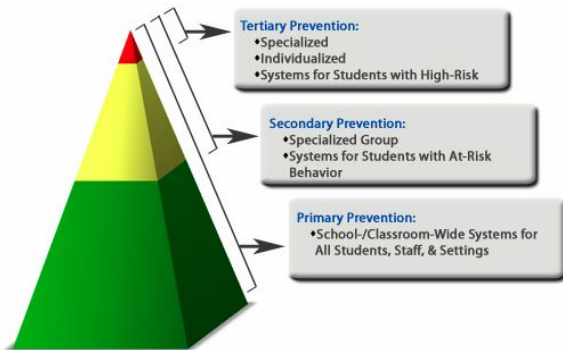 Tertiary Prevention:
♦Specialized
♦Individualized
♦Systems for Students with High-Risk
Secondary Prevention:
♦Specialized Group
♦Systems for Students with At-Risk
Behavior
Primary Prevention:
♦School-/Classroom-Wide Systems for
All Students, Staff, & Settings